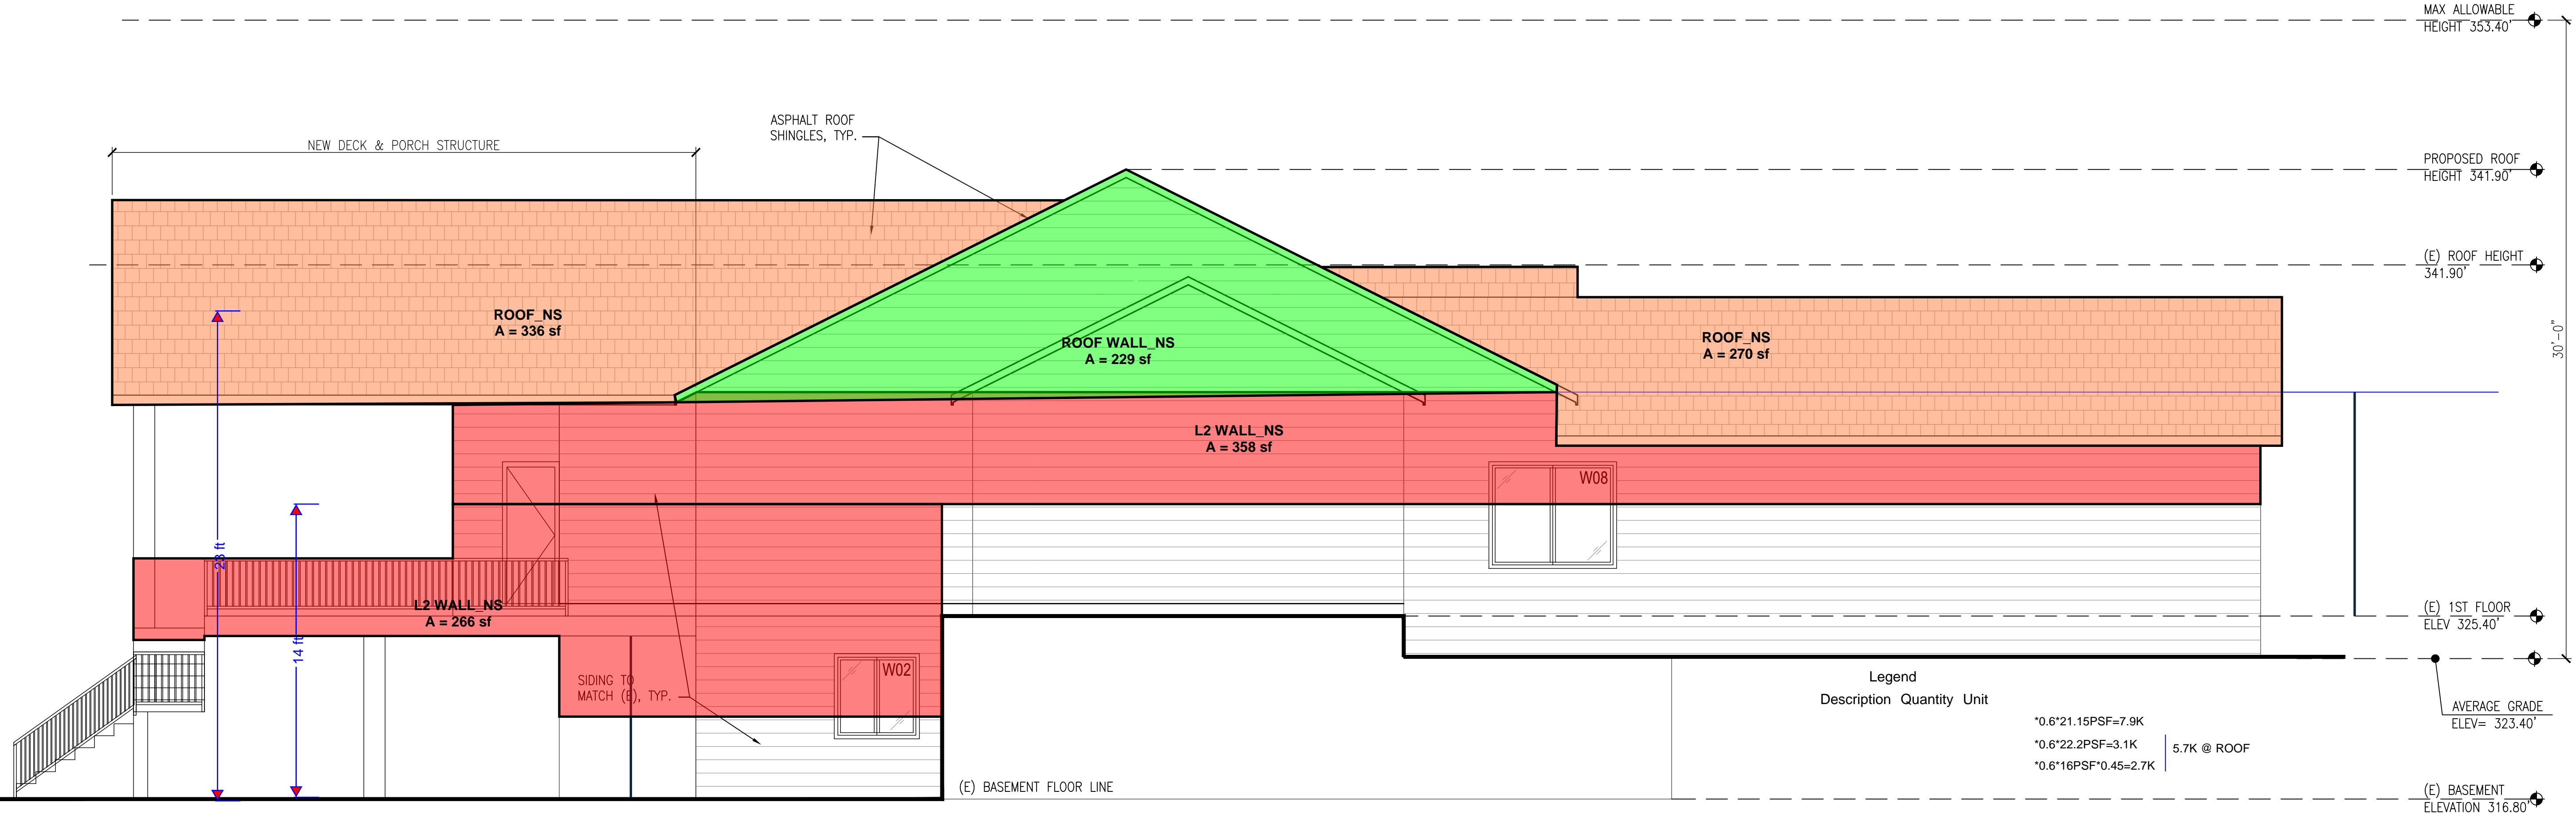 MAX ALLOWABLE
HEIGHT 353.40'
ASPHALT ROOF
SHINGLES, TYP.
NEW DECK & PORCH STRUCTURE
PROPOSED ROOF
HEIGHT 341.90'
(E) ROOF HEIGHT
341.90'
ROOF_NS
A = 336 sf
ROOF WALL_NS
A = 229 sf
ROOF_NS
A = 270 sf
30'-0"
L2 WALL_NS
A = 358 sf
W08
23 ft
14 ft
L2 WALL_NS
A = 266 sf
(E) 1ST FLOOR
ELEV 325.40'
W02
SIDING TO
MATCH (E), TYP.
Legend
Description Quantity Unit
*0.6*21.15PSF=7.9K
*0.6*22.2PSF=3.1K
*0.6*16PSF*0.45=2.7K
5.7K @ ROOF
AVERAGE GRADE
ELEV= 323.40'
(E) BASEMENT FLOOR LINE
(E) BASEMENT
ELEVATION 316.80'